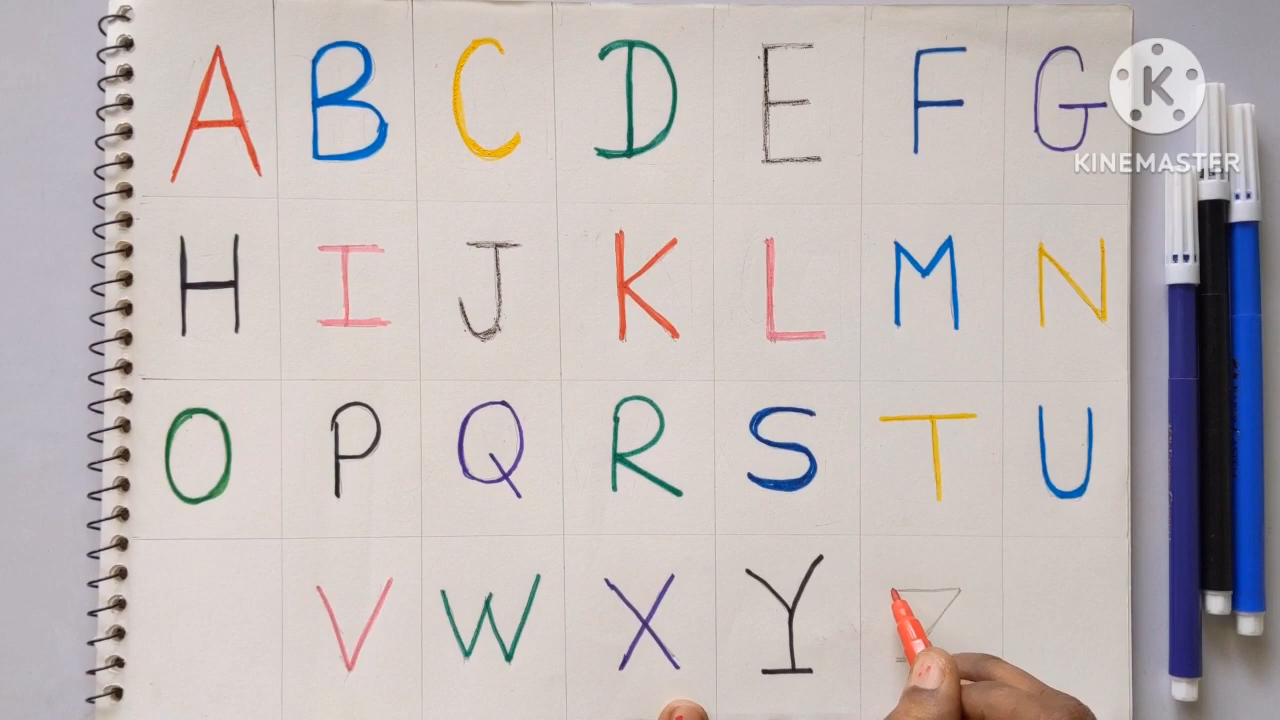 A B C D E F G
K
KINEMASTER
H I J K L M N
O P Q R S T U
V W X Y